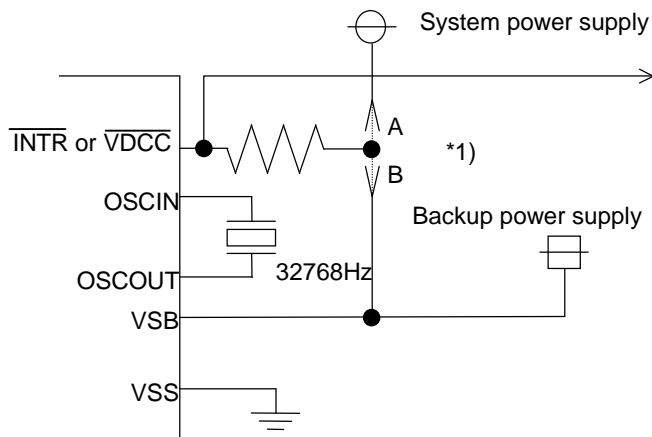 System power supply
A
INTR or VDCC
*1)
B
OSCIN
Backup power supply
32768Hz
OSCOUT
VSB
VSS